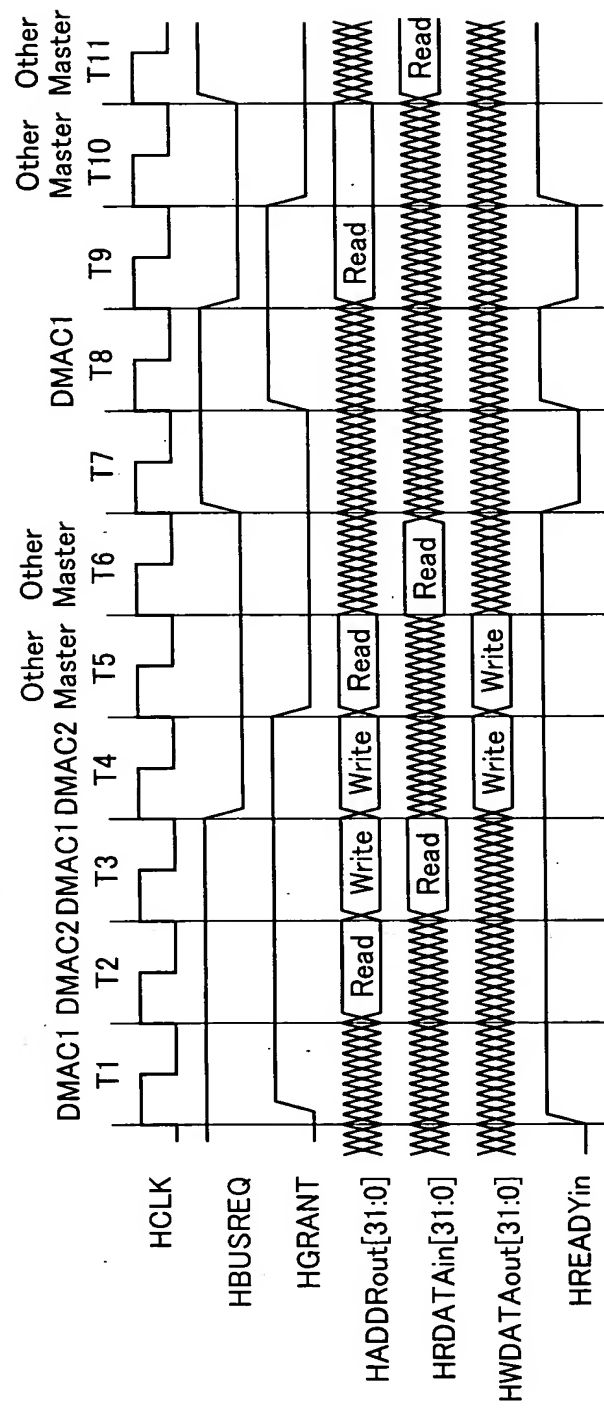 Other Other Other Other
DMAC1 DMAC2 DMAC1 DMAC2 Master Master DMAC1 Master Master
T1 T2 T3 T4 T5 T6 T7 T8 T9 T10 T11
HCLK
HBUSREQ
HGRANT
HADDRout[31:0] Read Write Write Read Read
HRDATAin[31:0] Read Read Read
HWDATAout[31:0] Write Write
HREADYin